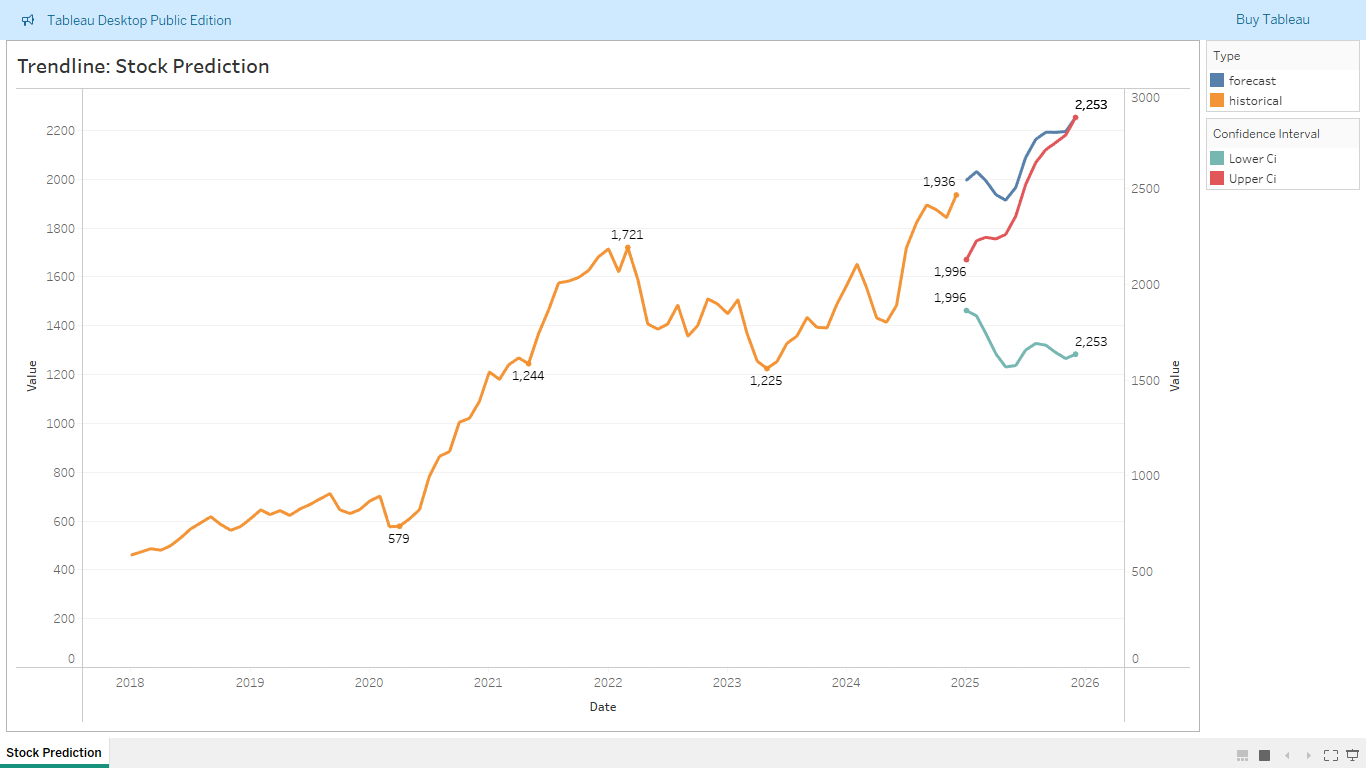 Tableau Desktop Public Edition
Buy Tableau
Trendline: Stock Prediction
Type
forecast
historical
Confidence Interval
Lower Ci
Upper Ci
2200
2000
1800
1600
1400
1200
1000
800
600
400
200
0
Value
2,253
1,936
1,721
1,996
1,996
2,253
1,244
1,225
579
3000
2500
2000
1500
1000
500
0
Value
2018
2019
2020
2021
2022
2023
2024
2025
2026
Date
Stock Prediction